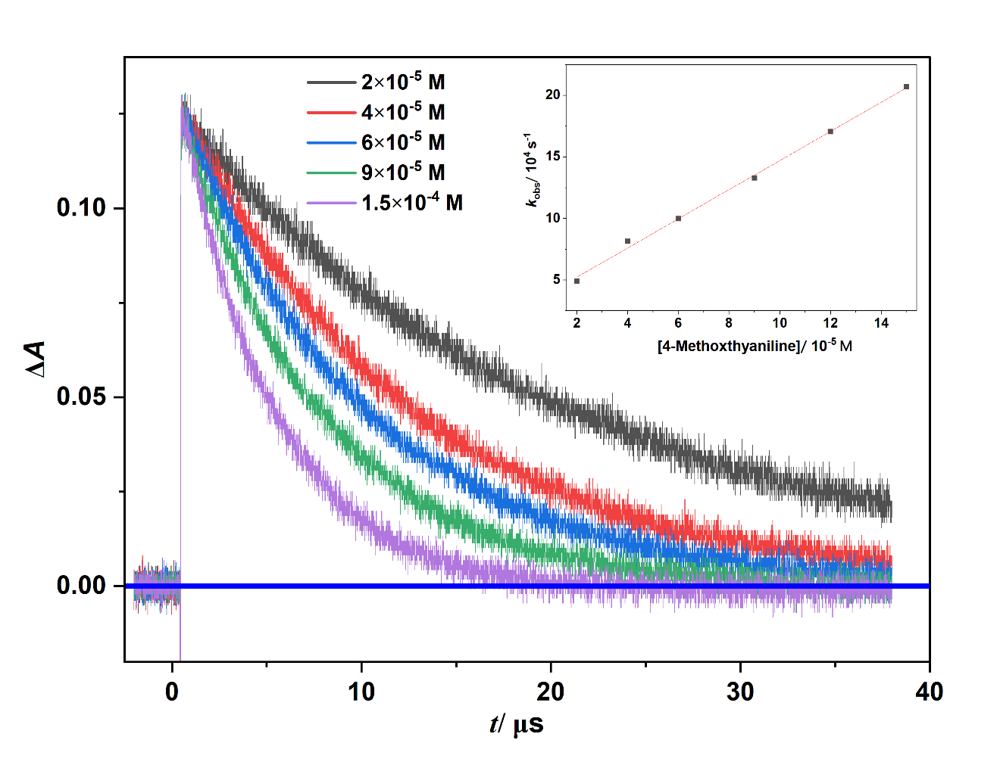 2×10⁻⁵ M
4×10⁻⁵ M
6×10⁻⁵ M
9×10⁻⁵ M
1.5×10⁻⁴ M
20
15
10
5
k_obs/ 10⁴ s⁻¹
2 4 6 8 10 12 14
[4-Methoxthyaniline]/ 10⁻⁵ M
0.10
0.05
0.00
ΔA
0 10 20 30 40
t/ μs